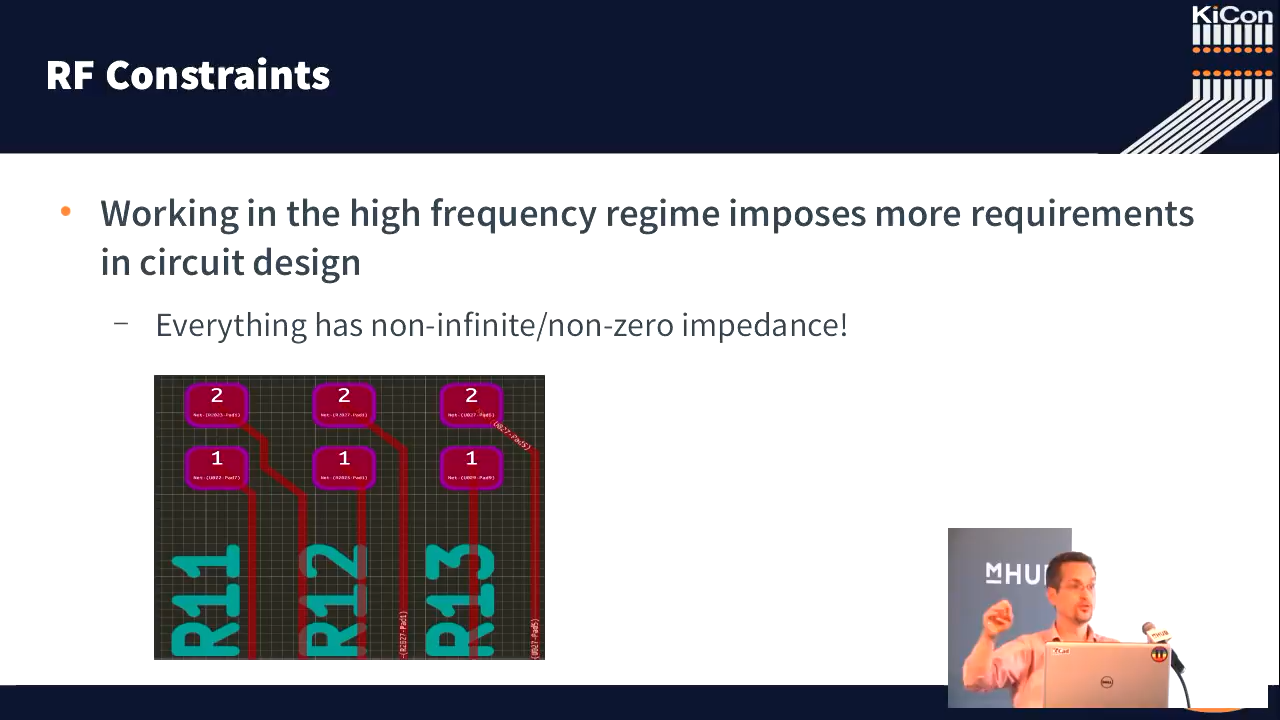 KiCon
RF Constraints
• Working in the high frequency regime imposes more requirements
in circuit design
– Everything has non-infinite/non-zero impedance!
2
2
2
1
1
1
R11
R12
R13
MHU
DELL